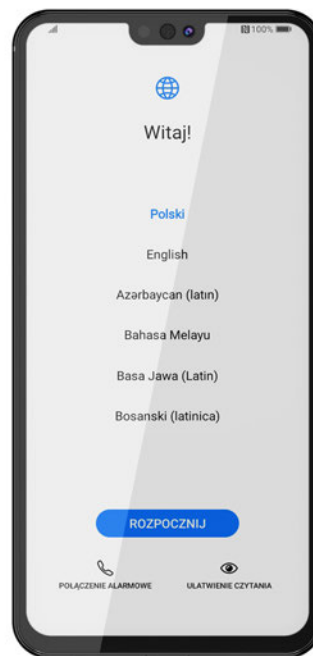 100%
Witaj!
Polski
English
Azərbaycan (latın)
Bahasa Melayu
Basa Jawa (Latin)
Bosanski (latinica)
ROZPOCZNIJ
POŁĄCZENIE ALARMOWE UŁATWIENIE CZYTANIA